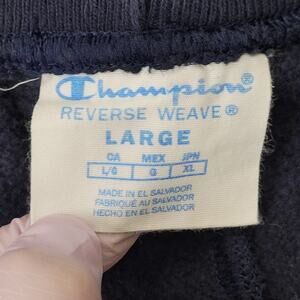 Champion®
REVERSE WEAVE®
LARGE
CA MEX JPN
L/G G XL
MADE IN EL SALVADOR
FABRIQUÉ AU SALVADOR
HECHO EN EL SALVADOR